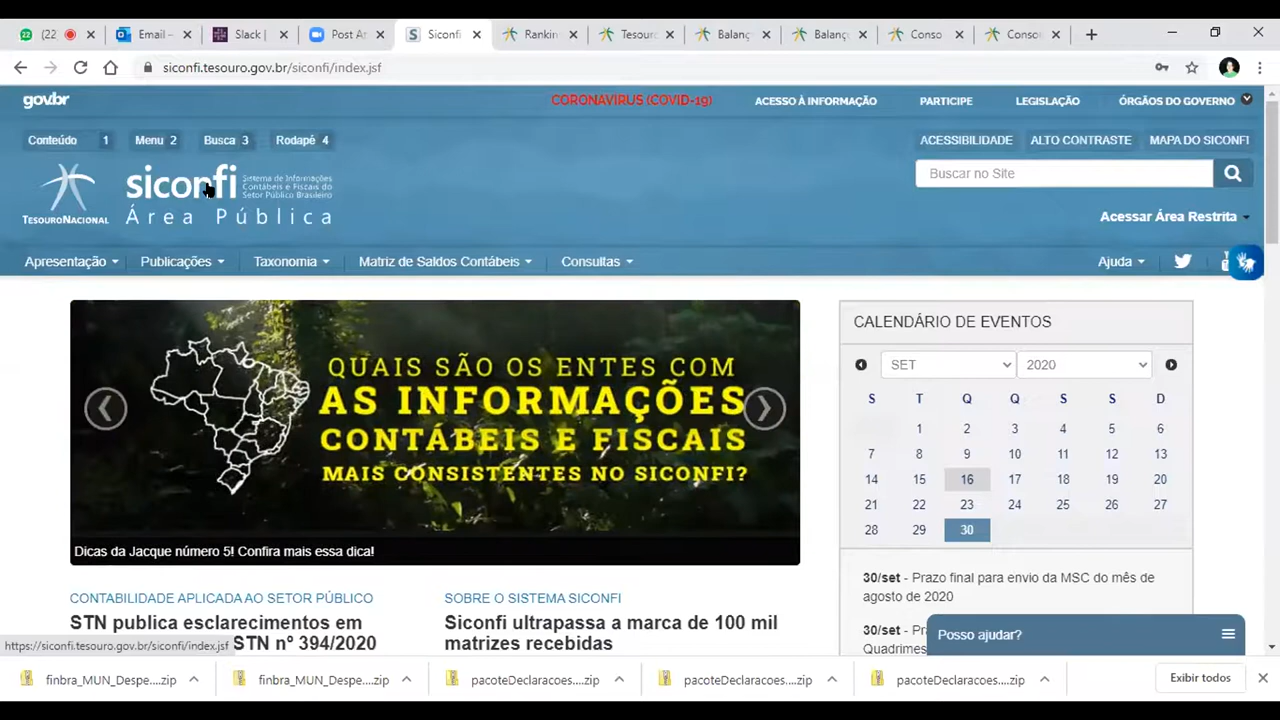 (22
Email –
Slack |
Post Ar
Siconfi
Rankin
Tesour
Balanç
Balanç
Conso
Conso
siconfi.tesouro.gov.br/siconfi/index.jsf
gov.br
CORONAVÍRUS (COVID-19)
ACESSO À INFORMAÇÃO
PARTICIPE
LEGISLAÇÃO
ÓRGÃOS DO GOVERNO
Conteúdo 1
Menu 2
Busca 3
Rodapé 4
ACESSIBILIDADE
ALTO CONTRASTE
MAPA DO SICONFI
TESOURONACIONAL
siconfi
Sistema de Informações
Contábeis e Fiscais do
Setor Público Brasileiro
Área Pública
Buscar no Site
Acessar Área Restrita
Apresentação
Publicações
Taxonomia
Matriz de Saldos Contábeis
Consultas
Ajuda
QUAIS SÃO OS ENTES COM
AS INFORMAÇÕES
CONTÁBEIS E FISCAIS
MAIS CONSISTENTES NO SICONFI?
Dicas da Jacque número 5! Confira mais essa dica!
CALENDÁRIO DE EVENTOS
SET 2020
S T Q Q S S D
1 2 3 4 5 6
7 8 9 10 11 12 13
14 15 16 17 18 19 20
21 22 23 24 25 26 27
28 29 30
30/set - Prazo final para envio da MSC do mês de
agosto de 2020
30/set - Pra
Quadrimes
Posso ajudar?
CONTABILIDADE APLICADA AO SETOR PÚBLICO
STN publica esclarecimentos em
STN nº 394/2020
SOBRE O SISTEMA SICONFI
Siconfi ultrapassa a marca de 100 mil
matrizes recebidas
https://siconfi.tesouro.gov.br/siconfi/index.jsf
finbra_MUN_Despe....zip
finbra_MUN_Despe....zip
pacoteDeclaracoes....zip
pacoteDeclaracoes....zip
pacoteDeclaracoes....zip
Exibir todos